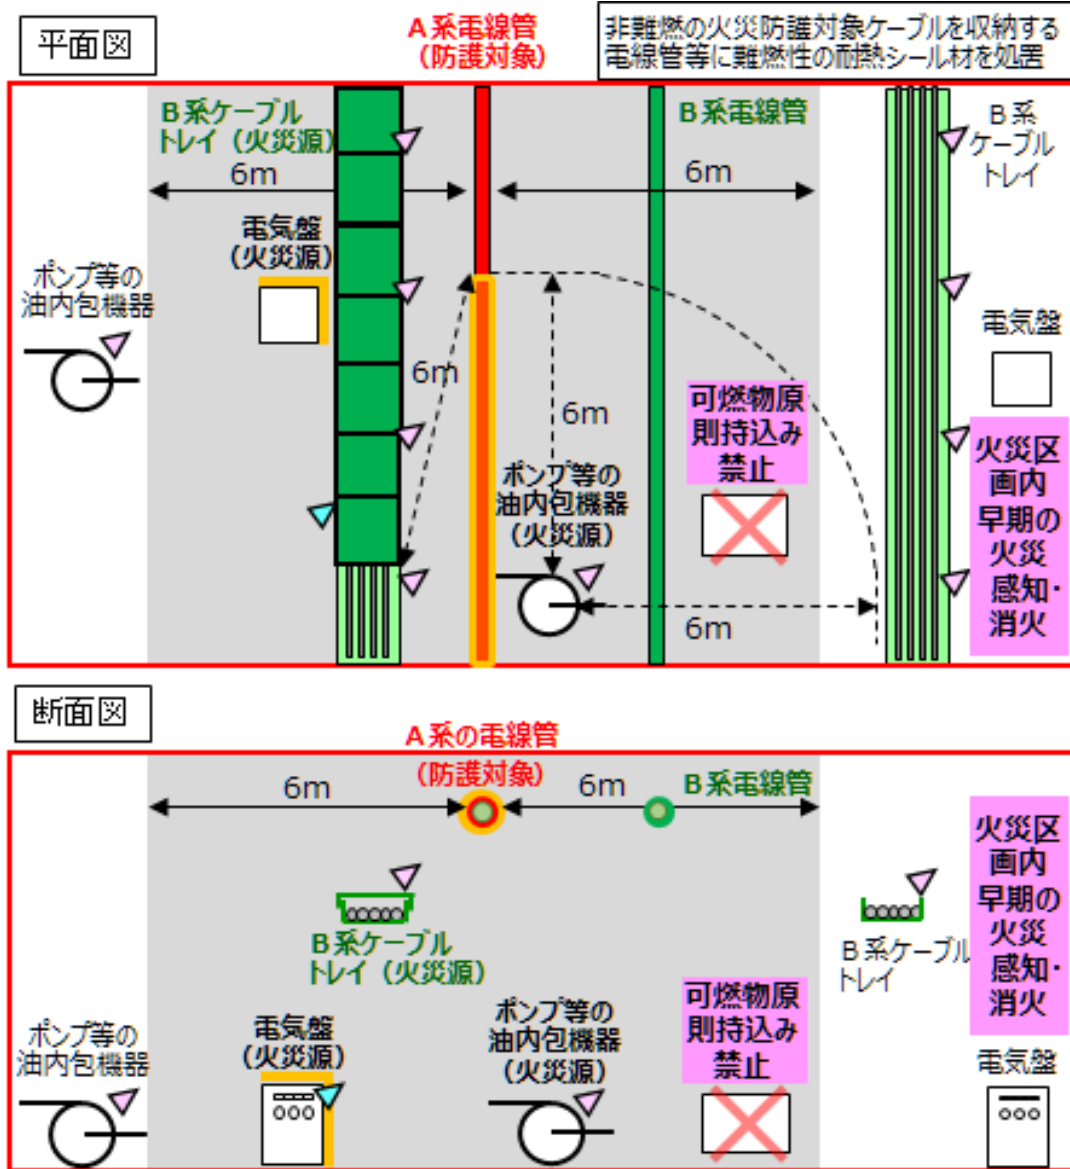 平面図
A系電線管
(防護対象)
非難燃の火災防護対象ケーブルを収納する
電線管等に難燃性の耐熱シール材を処置
B系ケーブル
トレイ（火災源）
B系電線管
B系
ケーブル
トレイ
6m
6m
電気盤
（火災源）
ポンプ等の
油内包機器
電気盤
6m
6m
可燃物原
則持込み
禁止
火災区
画内
早期の
火災
感知・
消火
ポンプ等の
油内包機器
（火災源）
6m
断面図
A系の電線管
(防護対象)
6m
6m
B系電線管
火災区
画内
早期の
火災
感知・
消火
B系ケーブル
トレイ（火災源）
B系ケーブル
トレイ
ポンプ等の
油内包機器
電気盤
（火災源）
ポンプ等の
油内包機器
（火災源）
可燃物原
則持込み
禁止
電気盤